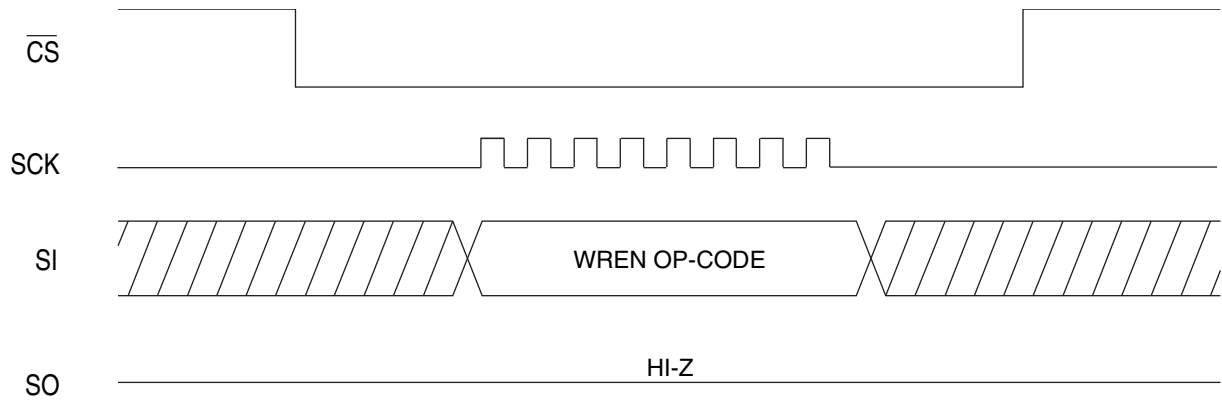 CS
SCK
SI
WREN OP-CODE
HI-Z
SO